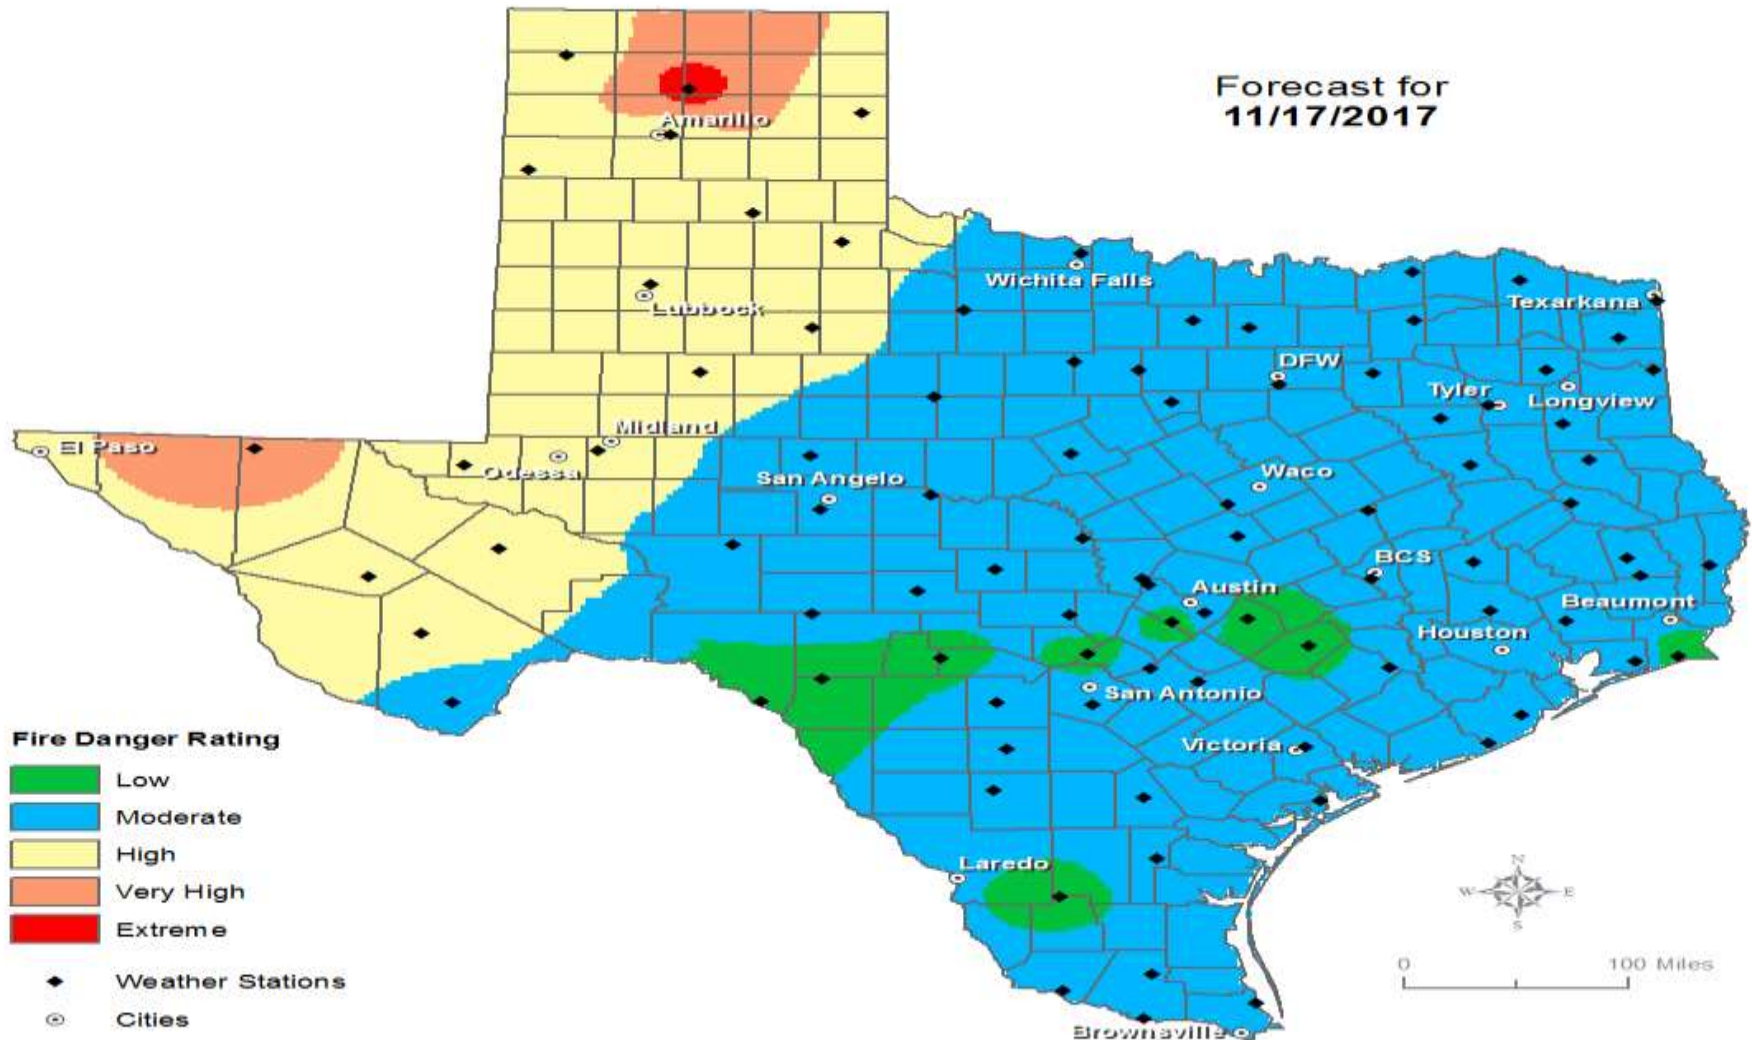 Forecast for
11/17/2017
Amarillo
Wichita Falls
Lubbock
Texarkana
DFW
Tyler
Longview
Midland
El Paso
Odessa
San Angelo
Waco
BCS
Austin
Beaumont
Houston
San Antonio
Victoria
Laredo
Brownsville
Fire Danger Rating
Low
Moderate
High
Very High
Extreme
Weather Stations
Cities
N
W E
S
0 100 Miles